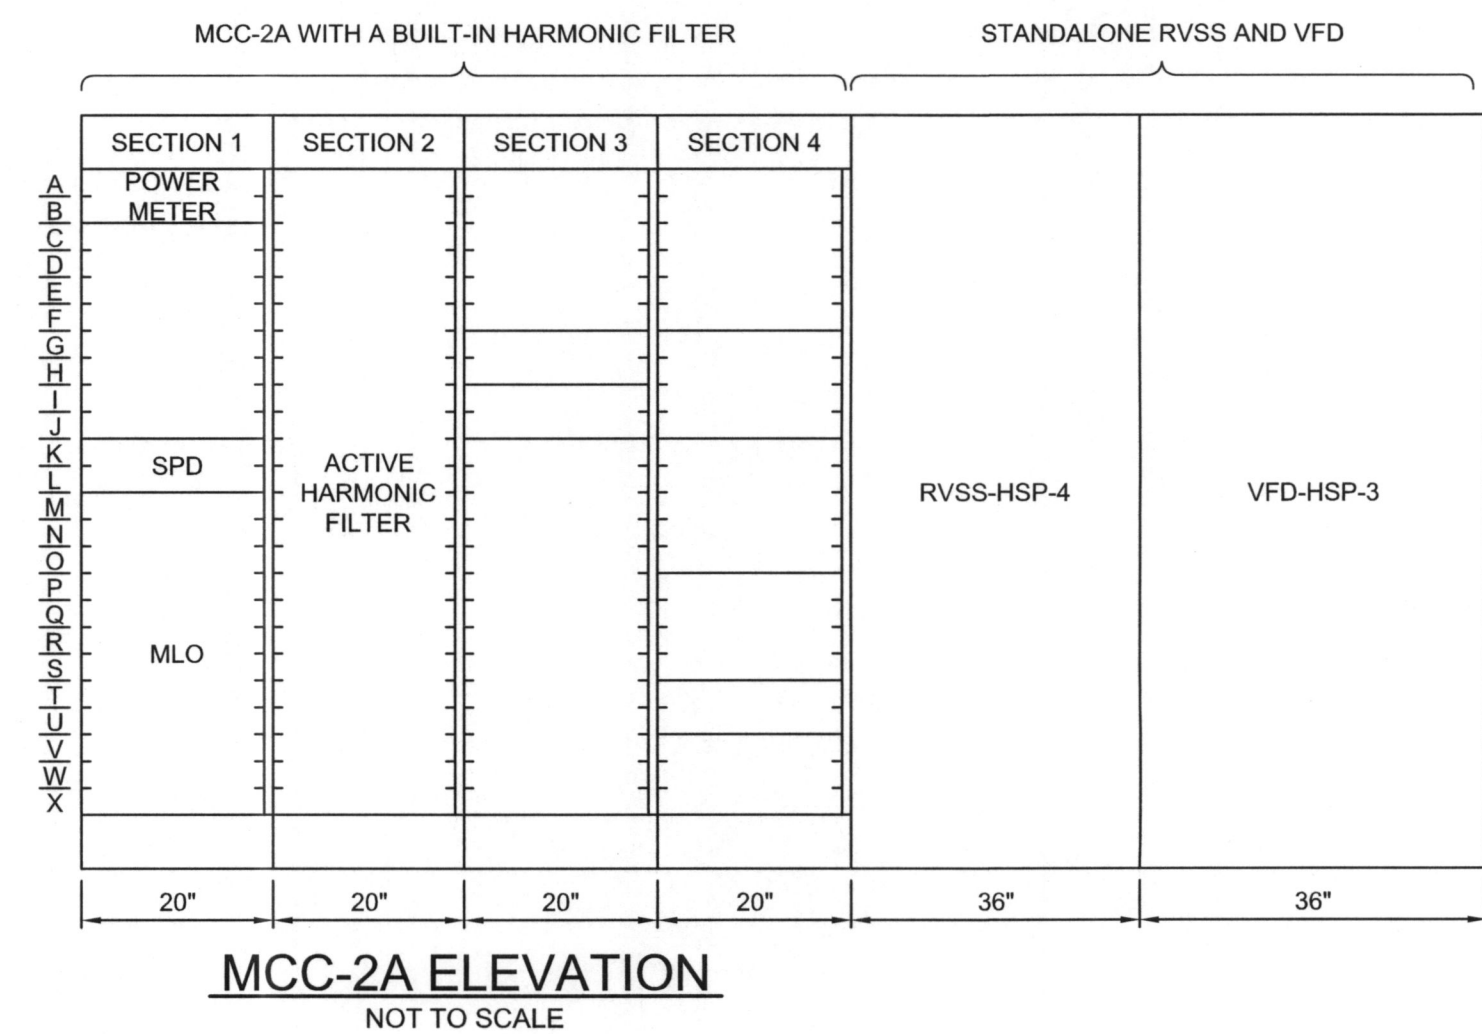 MCC-2A WITH A BUILT-IN HARMONIC FILTER
STANDALONE RVSS AND VFD
SECTION 1
SECTION 2
SECTION 3
SECTION 4
A
B
C
D
E
F
G
H
I
J
K
L
M
N
O
P
Q
R
S
T
U
V
W
X
POWER
METER
SPD
MLO
ACTIVE
HARMONIC
FILTER
RVSS-HSP-4
VFD-HSP-3
20"
20"
20"
20"
36"
36"
MCC-2A ELEVATION
NOT TO SCALE